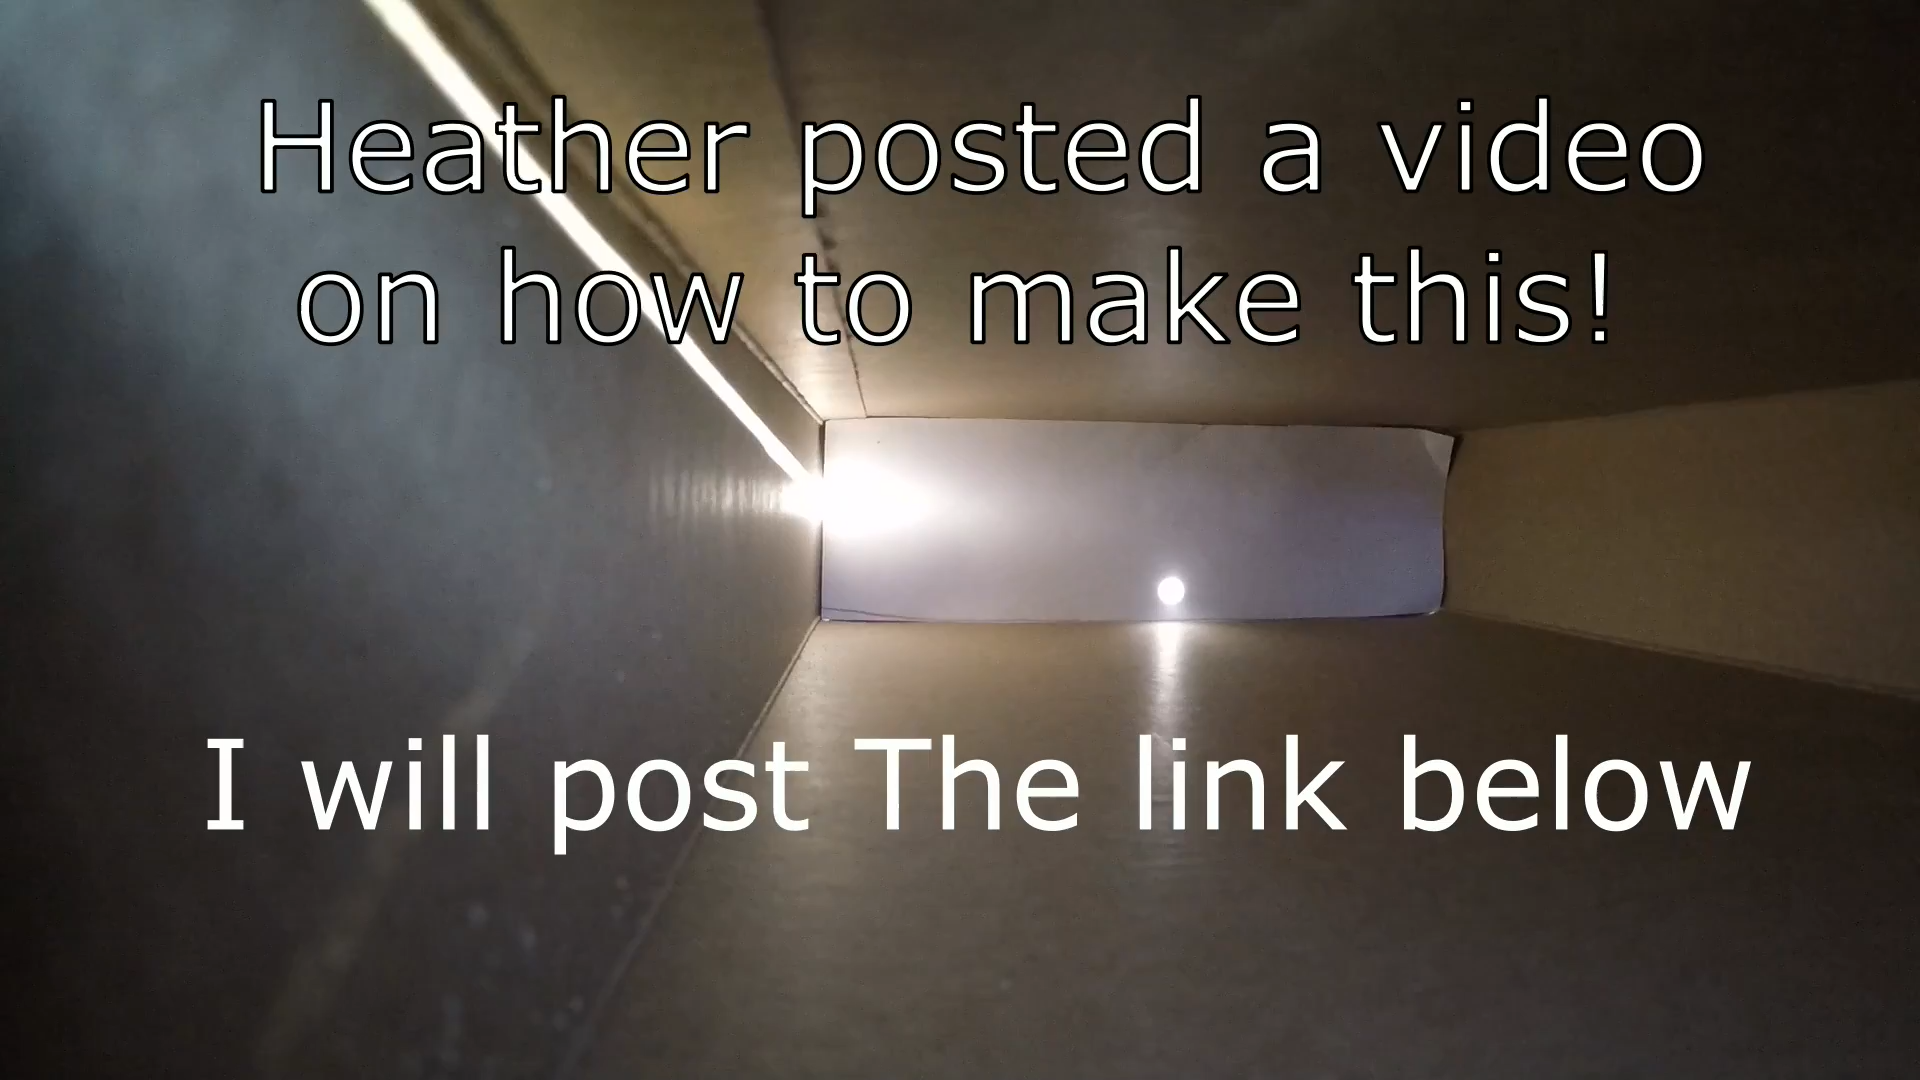 Heather posted a video
on how to make this!
I will post The link below